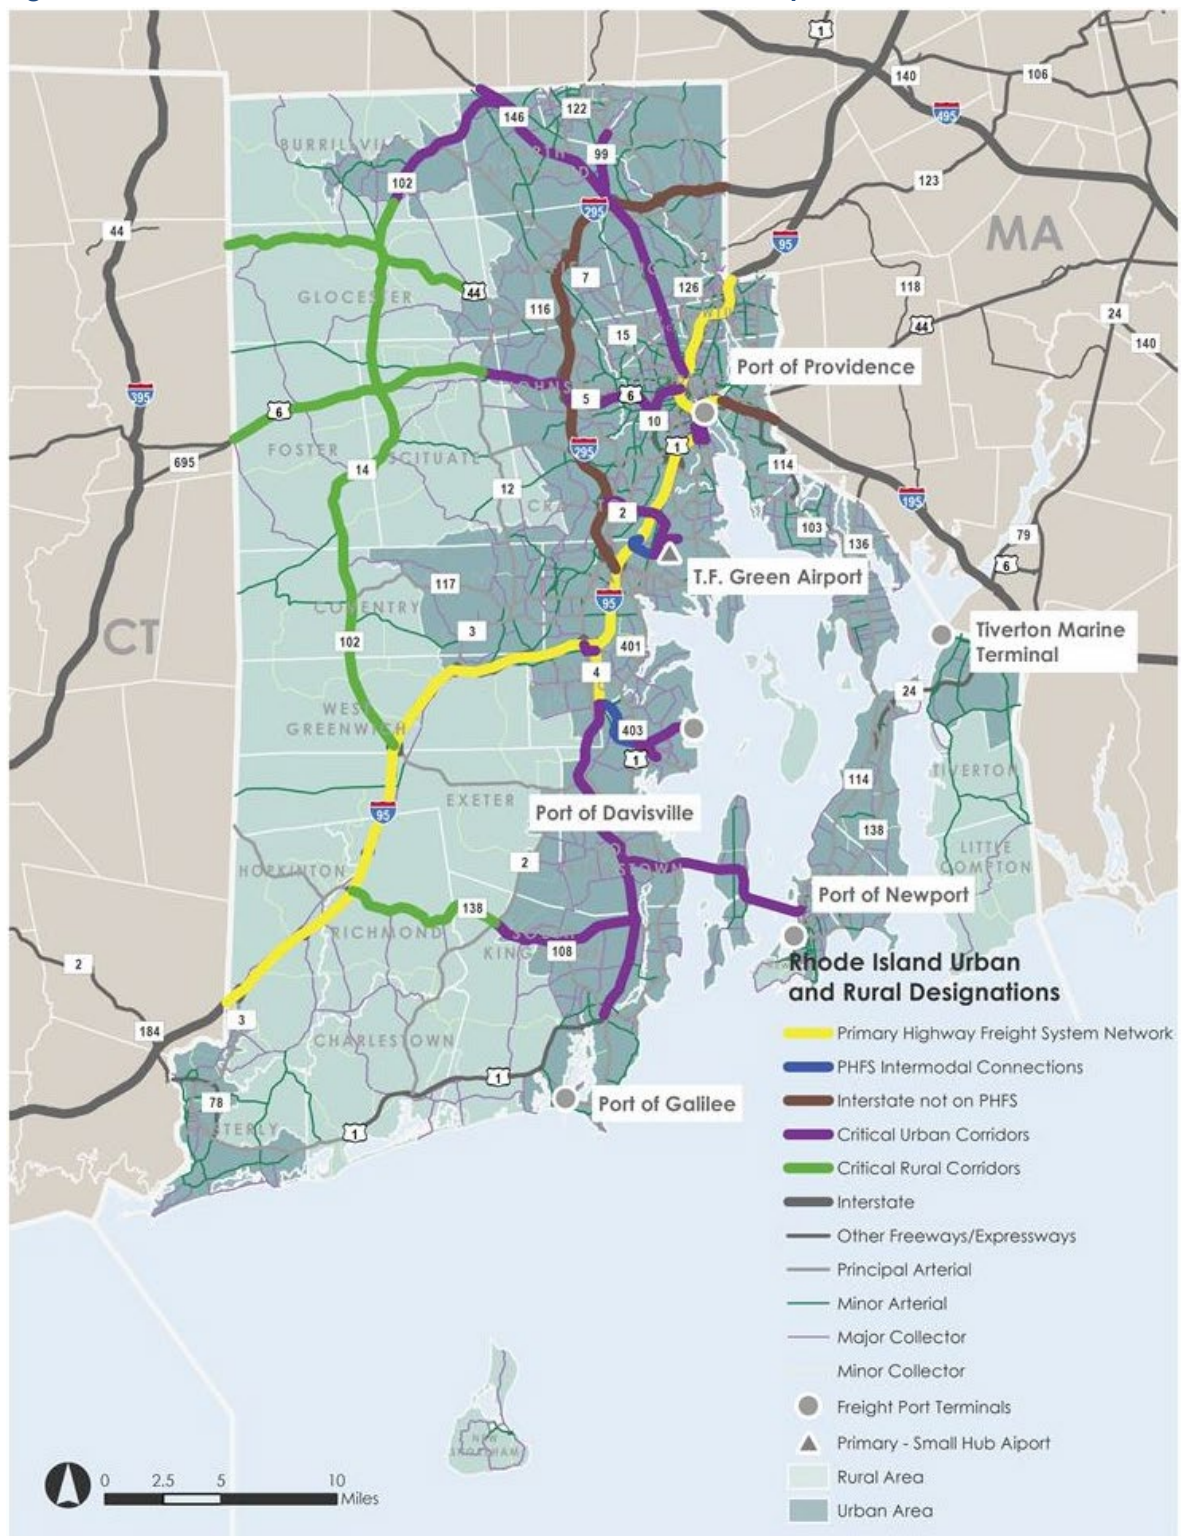 1
140
106
495
122
146
BURRILLVILLE
99
102
123
295
44
95
MA
7
GLOCESTER
44
126
118
116
24
44
15
140
Port of Providence
395
6
5
6
10
FOSTER
SCITUATE
1
695
14
295
114
12
195
2
103
79
136
6
T.F. Green Airport
117
95
COVENTRY
CT
102
3
401
Tiverton Marine
Terminal
4
24
WEST
GREENWICH
403
1
114
TIVERTON
EXETER
95
Port of Davisville
138
LITTLE
COMPTON
2
HOPKINTON
138
Port of Newport
RICHMOND
108
2
Rhode Island Urban
and Rural Designations
3
184
CHARLESTOWN
1
78
Port of Galilee
1
Primary Highway Freight System Network
PHFS Intermodal Connections
Interstate not on PHFS
Critical Urban Corridors
Critical Rural Corridors
Interstate
Other Freeways/Expressways
Principal Arterial
Minor Arterial
Major Collector
Minor Collector
Freight Port Terminals
Primary - Small Hub Aiport
Rural Area
Urban Area
NEW
SHOREHAM
0 2.5 5 10
Miles